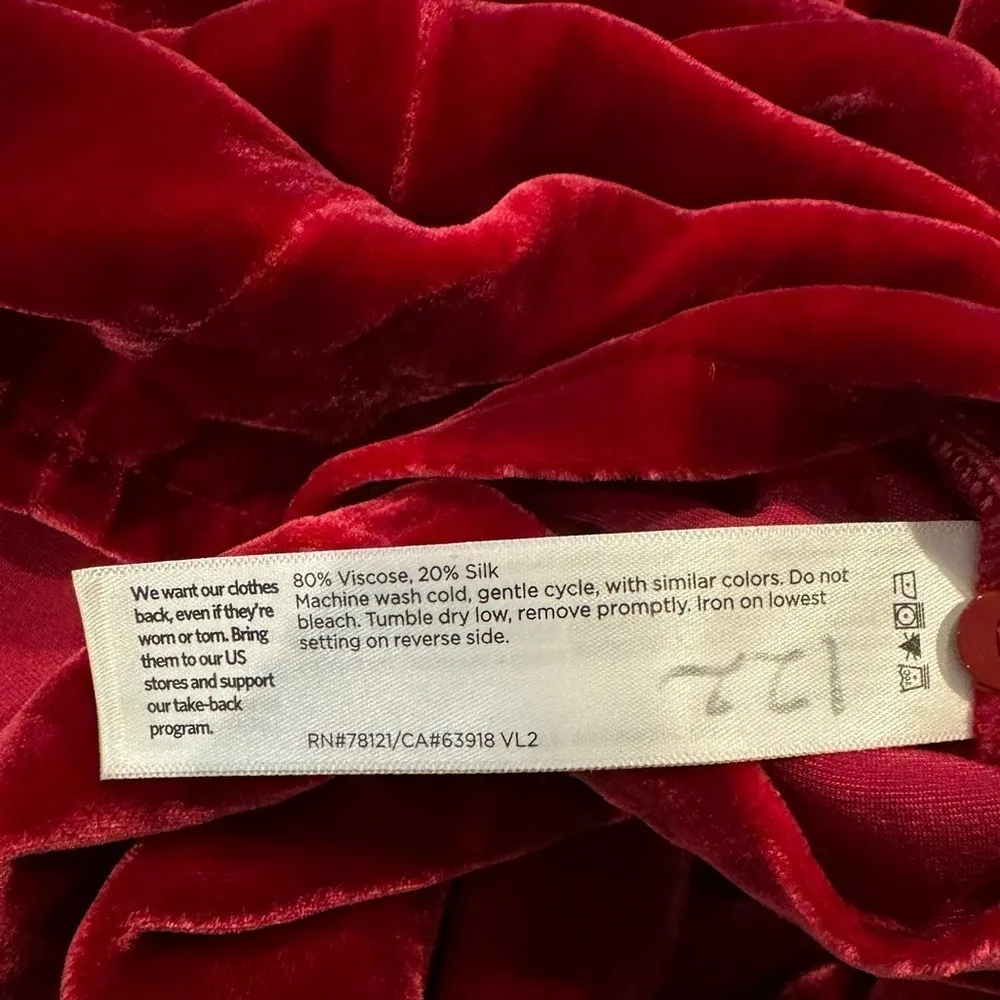 We want our clothes
back, even if they're
worn or torn. Bring
them to our US
stores and support
our take-back
program.
80% Viscose, 20% Silk
Machine wash cold, gentle cycle, with similar colors. Do not
bleach. Tumble dry low, remove promptly. Iron on lowest
setting on reverse side.
RN#78121/CA#63918 VL2
122